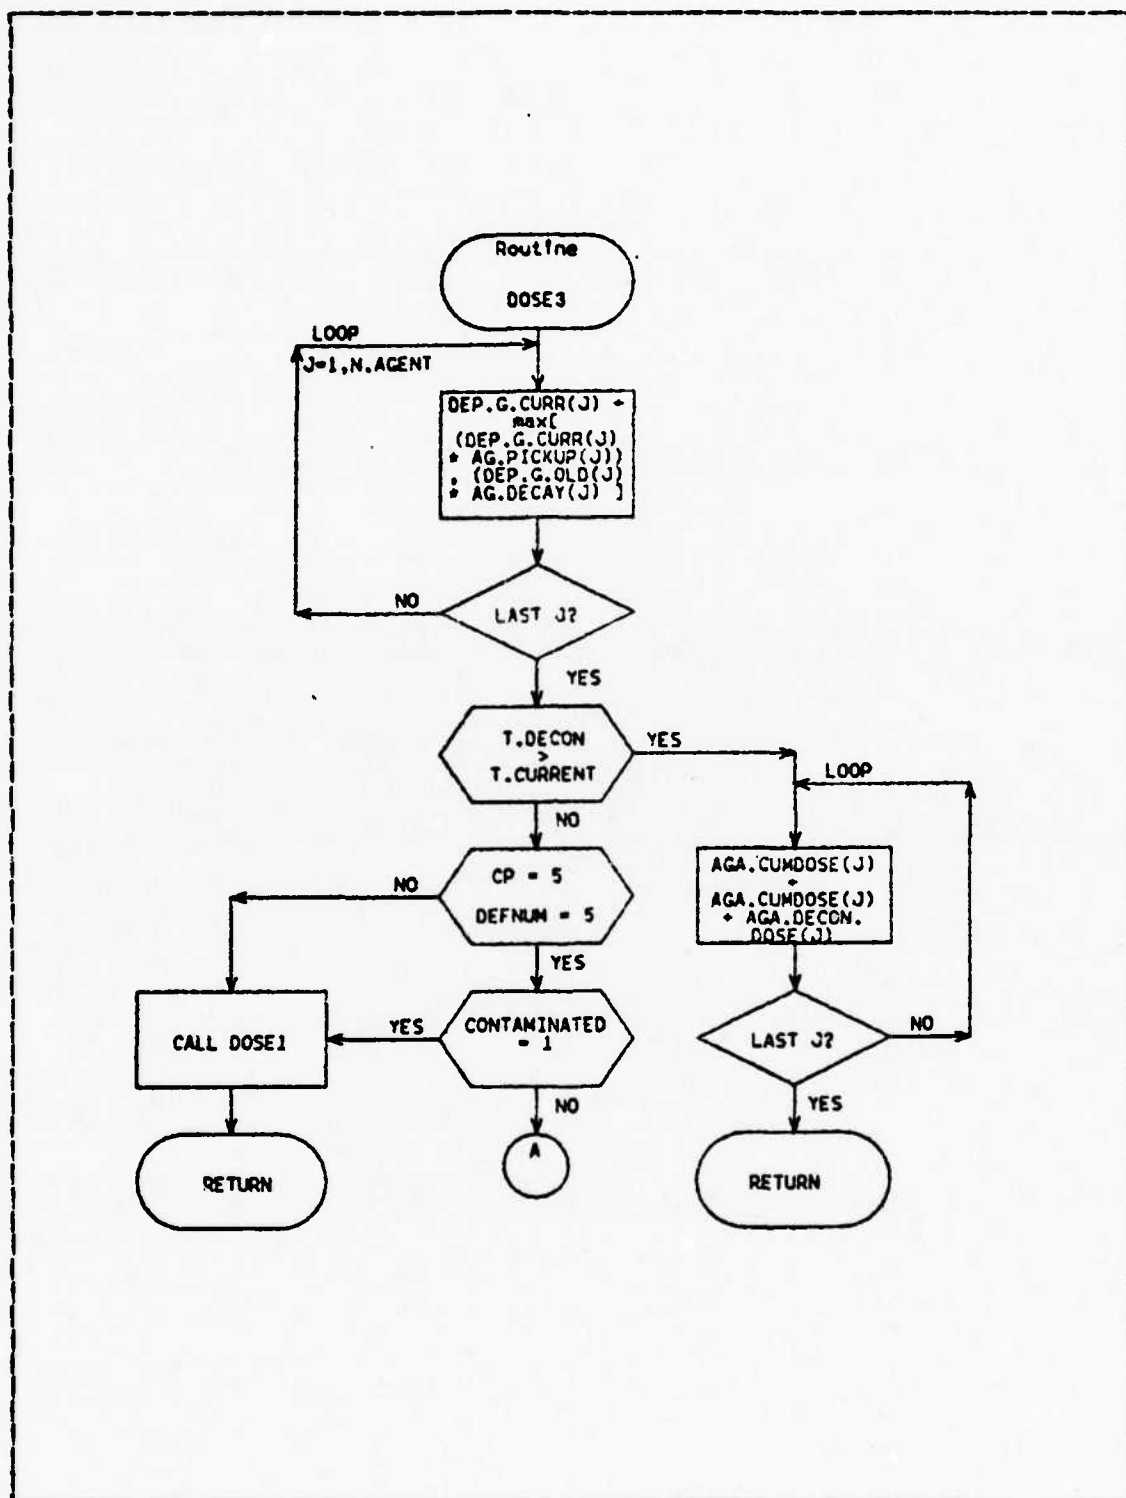 Routine
DOSE3
LOOP
J=1,N.AGENT
DEP.G.CURR(J) ←
max[
(DEP.G.CURR(J)
* AG.PICKUP(J))
, (DEP.G.OLD(J)
* AG.DECAY(J) ]
LAST J?
NO
YES
T.DECON
>
T.CURRENT
YES
NO
LOOP
CP = 5
DEFNUM = 5
NO
YES
AGA.CUMDOSE(J)
←
AGA.CUMDOSE(J)
+ AGA.DECON.
DOSE(J)
CALL DOSE1
YES
CONTAMINATED
= 1
NO
LAST J?
NO
YES
RETURN
A
RETURN